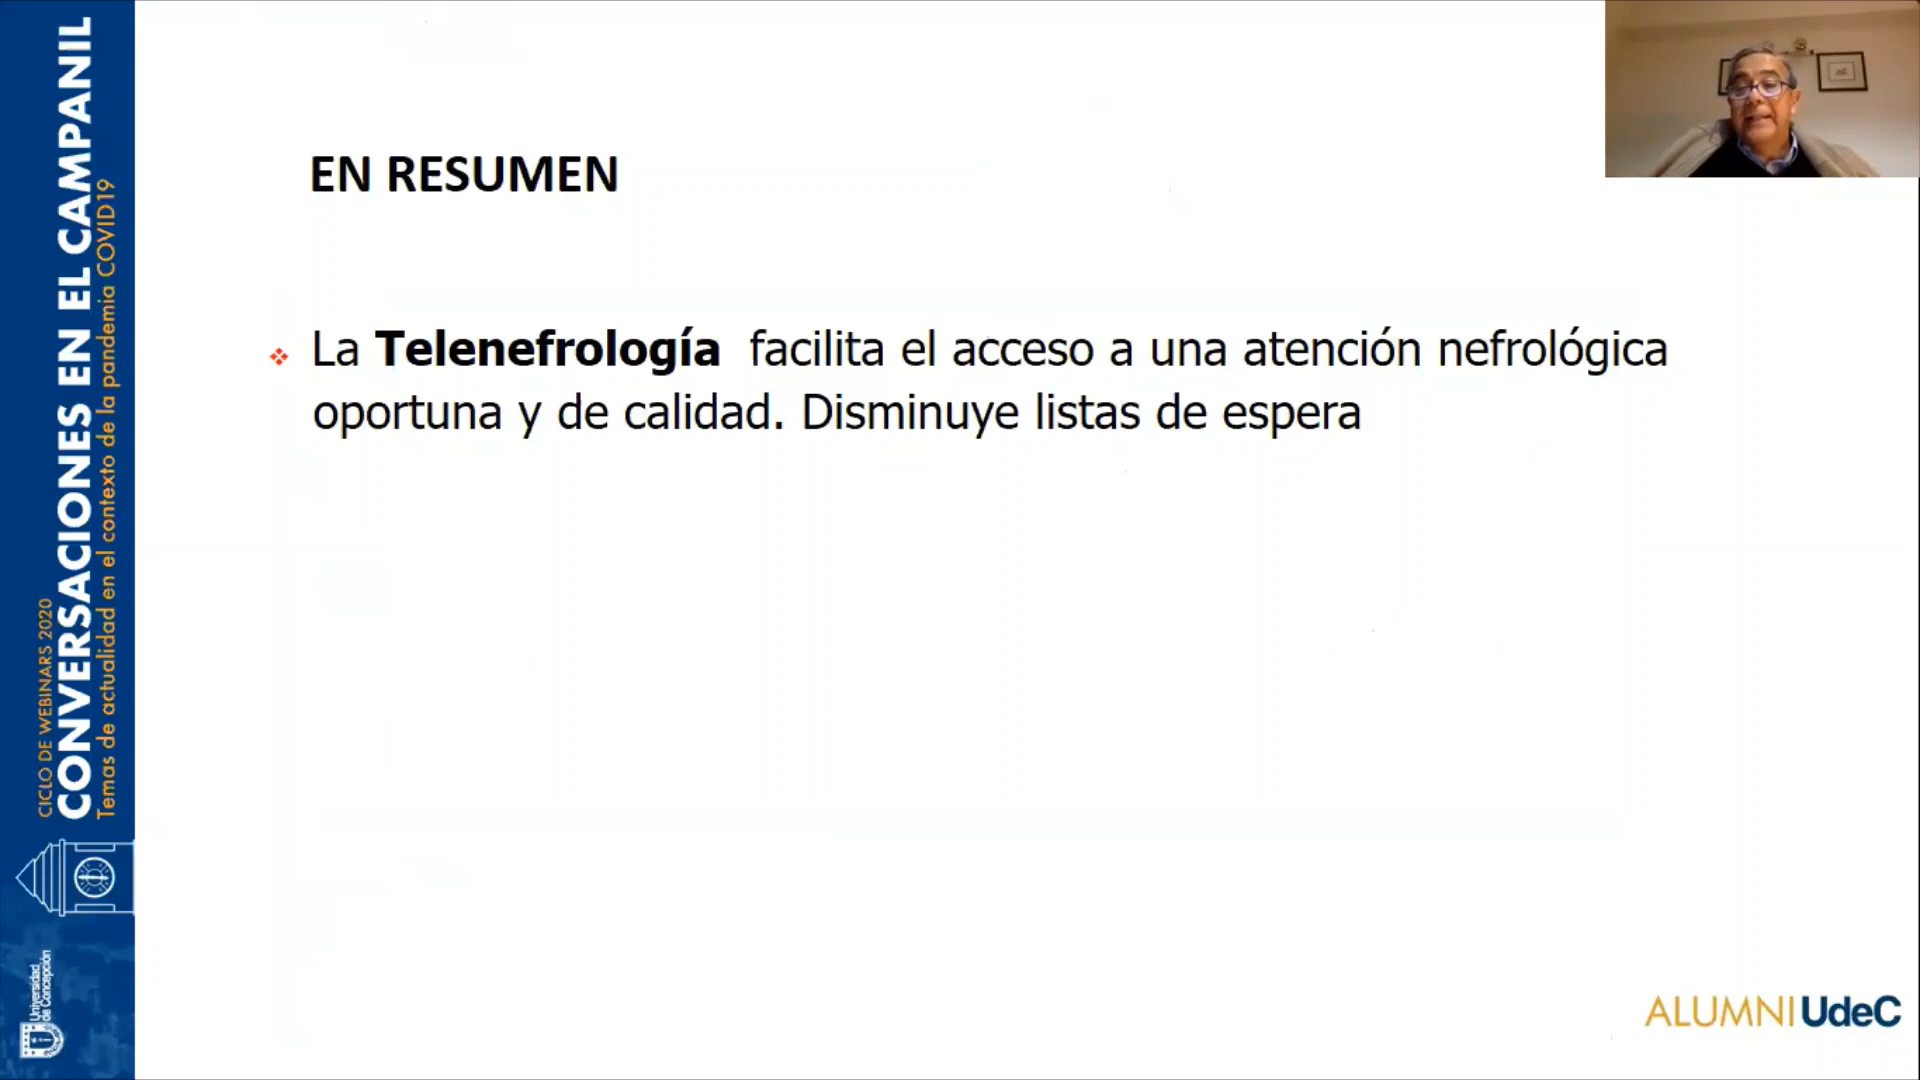 CICLO DE WEBINARS 2020
CONVERSACIONES EN EL CAMPANIL
Temas de actualidad en el contexto de la pandemia COVID19
Universidad
de Concepción
EN RESUMEN
La Telenefrología facilita el acceso a una atención nefrológica
oportuna y de calidad. Disminuye listas de espera
ALUMNI UdeC